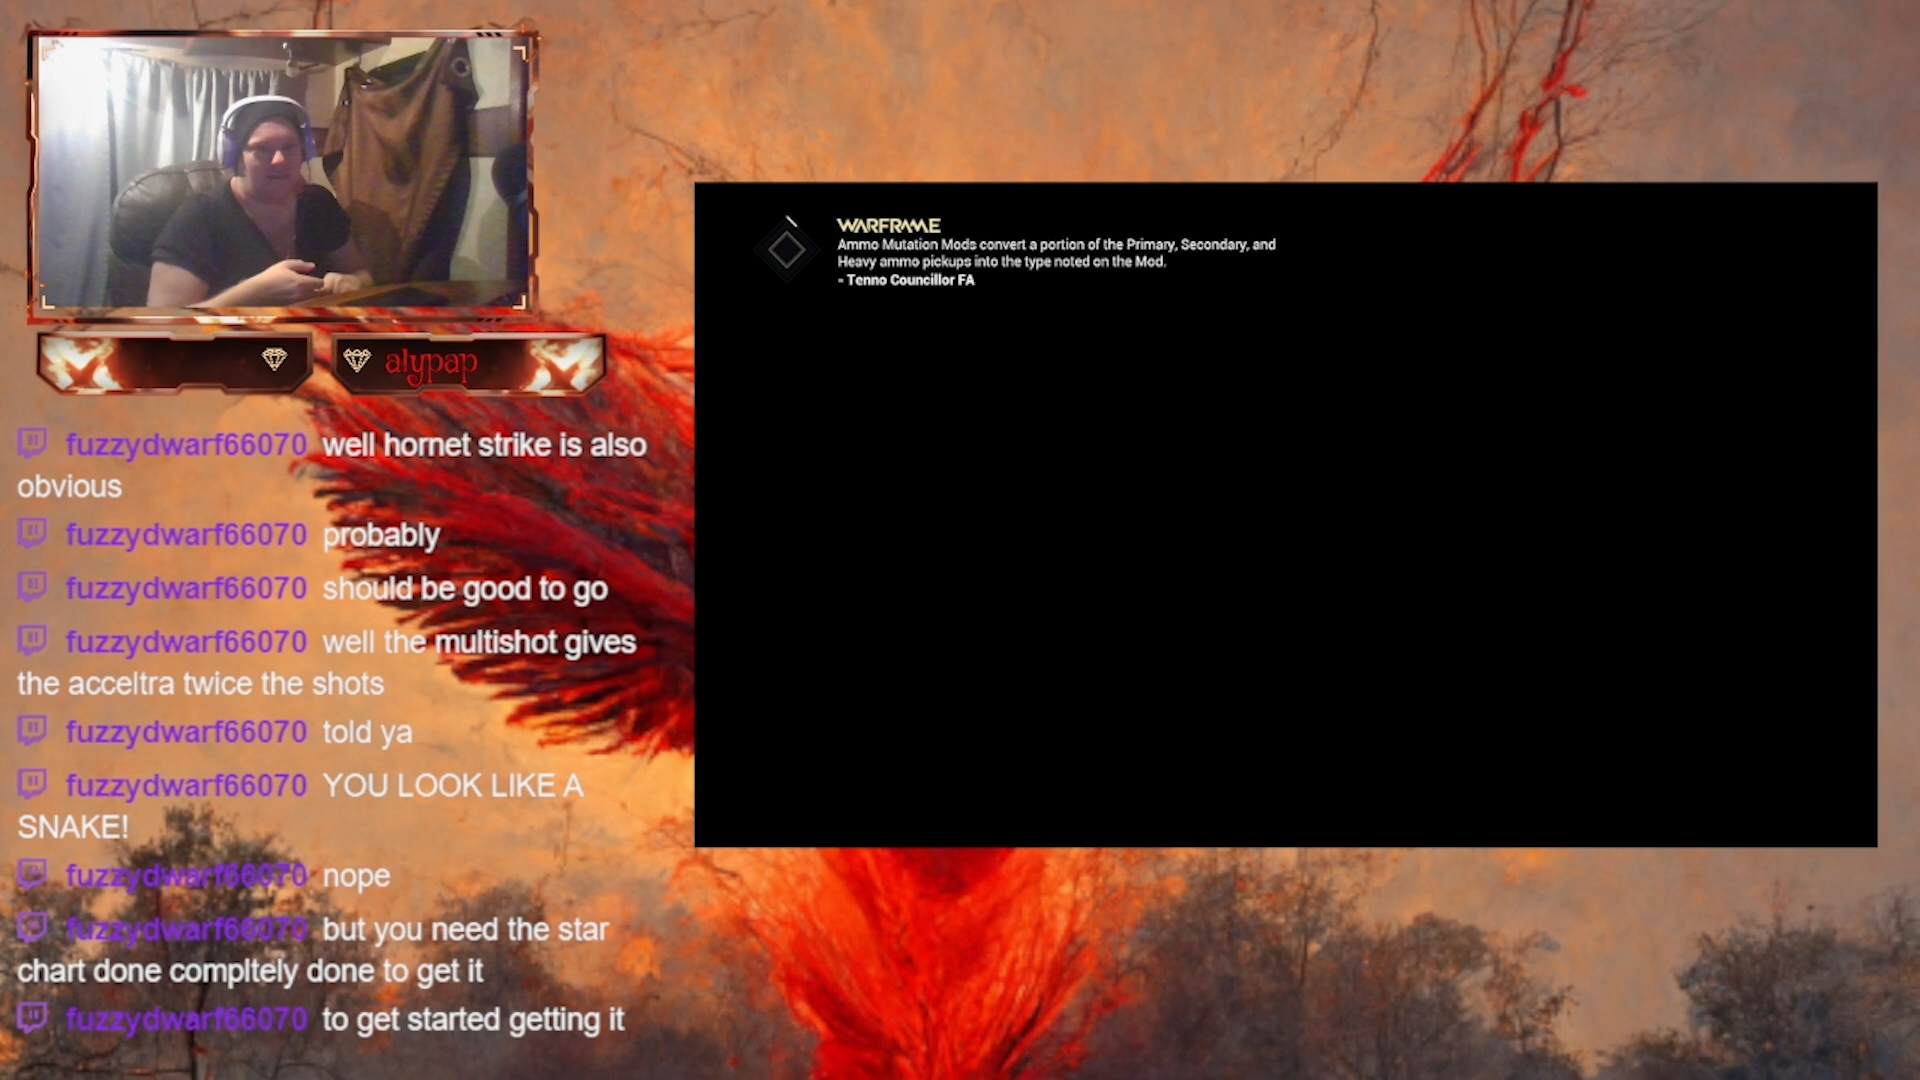 alypap
fuzzydwarf66070 well hornet strike is also
obvious
fuzzydwarf66070 probably
fuzzydwarf66070 should be good to go
fuzzydwarf66070 well the multishot gives
the acceltra twice the shots
fuzzydwarf66070 told ya
fuzzydwarf66070 YOU LOOK LIKE A
SNAKE!
fuzzydwarf66070 nope
fuzzydwarf66070 but you need the star
chart done compltely done to get it
fuzzydwarf66070 to get started getting it
WARFRAME
Ammo Mutation Mods convert a portion of the Primary, Secondary, and
Heavy ammo pickups into the type noted on the Mod.
- Tenno Councillor FA